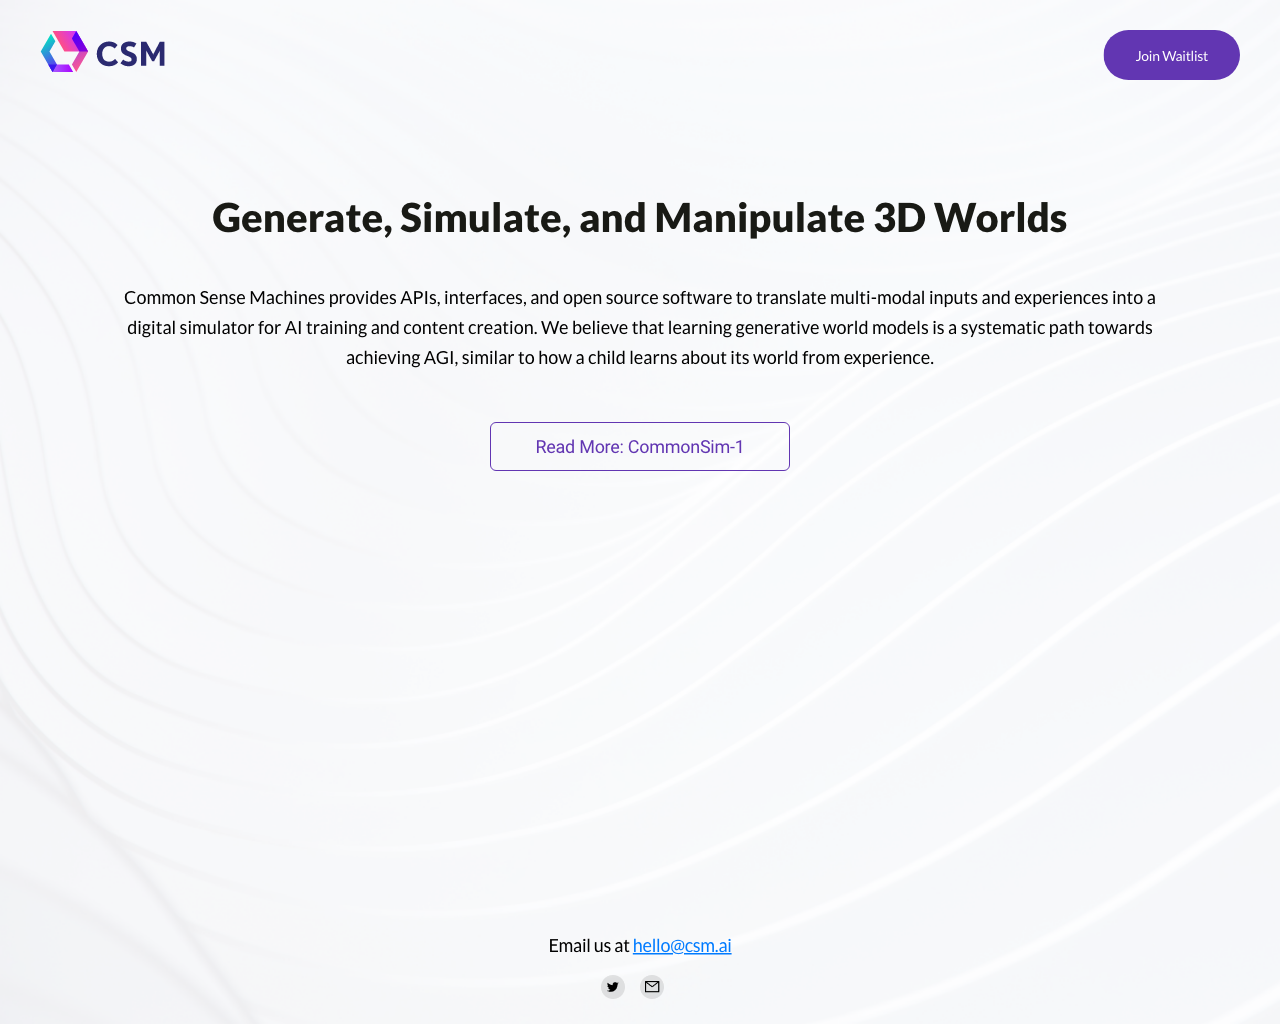 CSM
Join Waitlist
Generate, Simulate, and Manipulate 3D Worlds
Common Sense Machines provides APIs, interfaces, and open source software to translate multi-modal inputs and experiences into a
digital simulator for AI training and content creation. We believe that learning generative world models is a systematic path towards
achieving AGI, similar to how a child learns about its world from experience.
Read More: CommonSim-1
Email us at hello@csm.ai